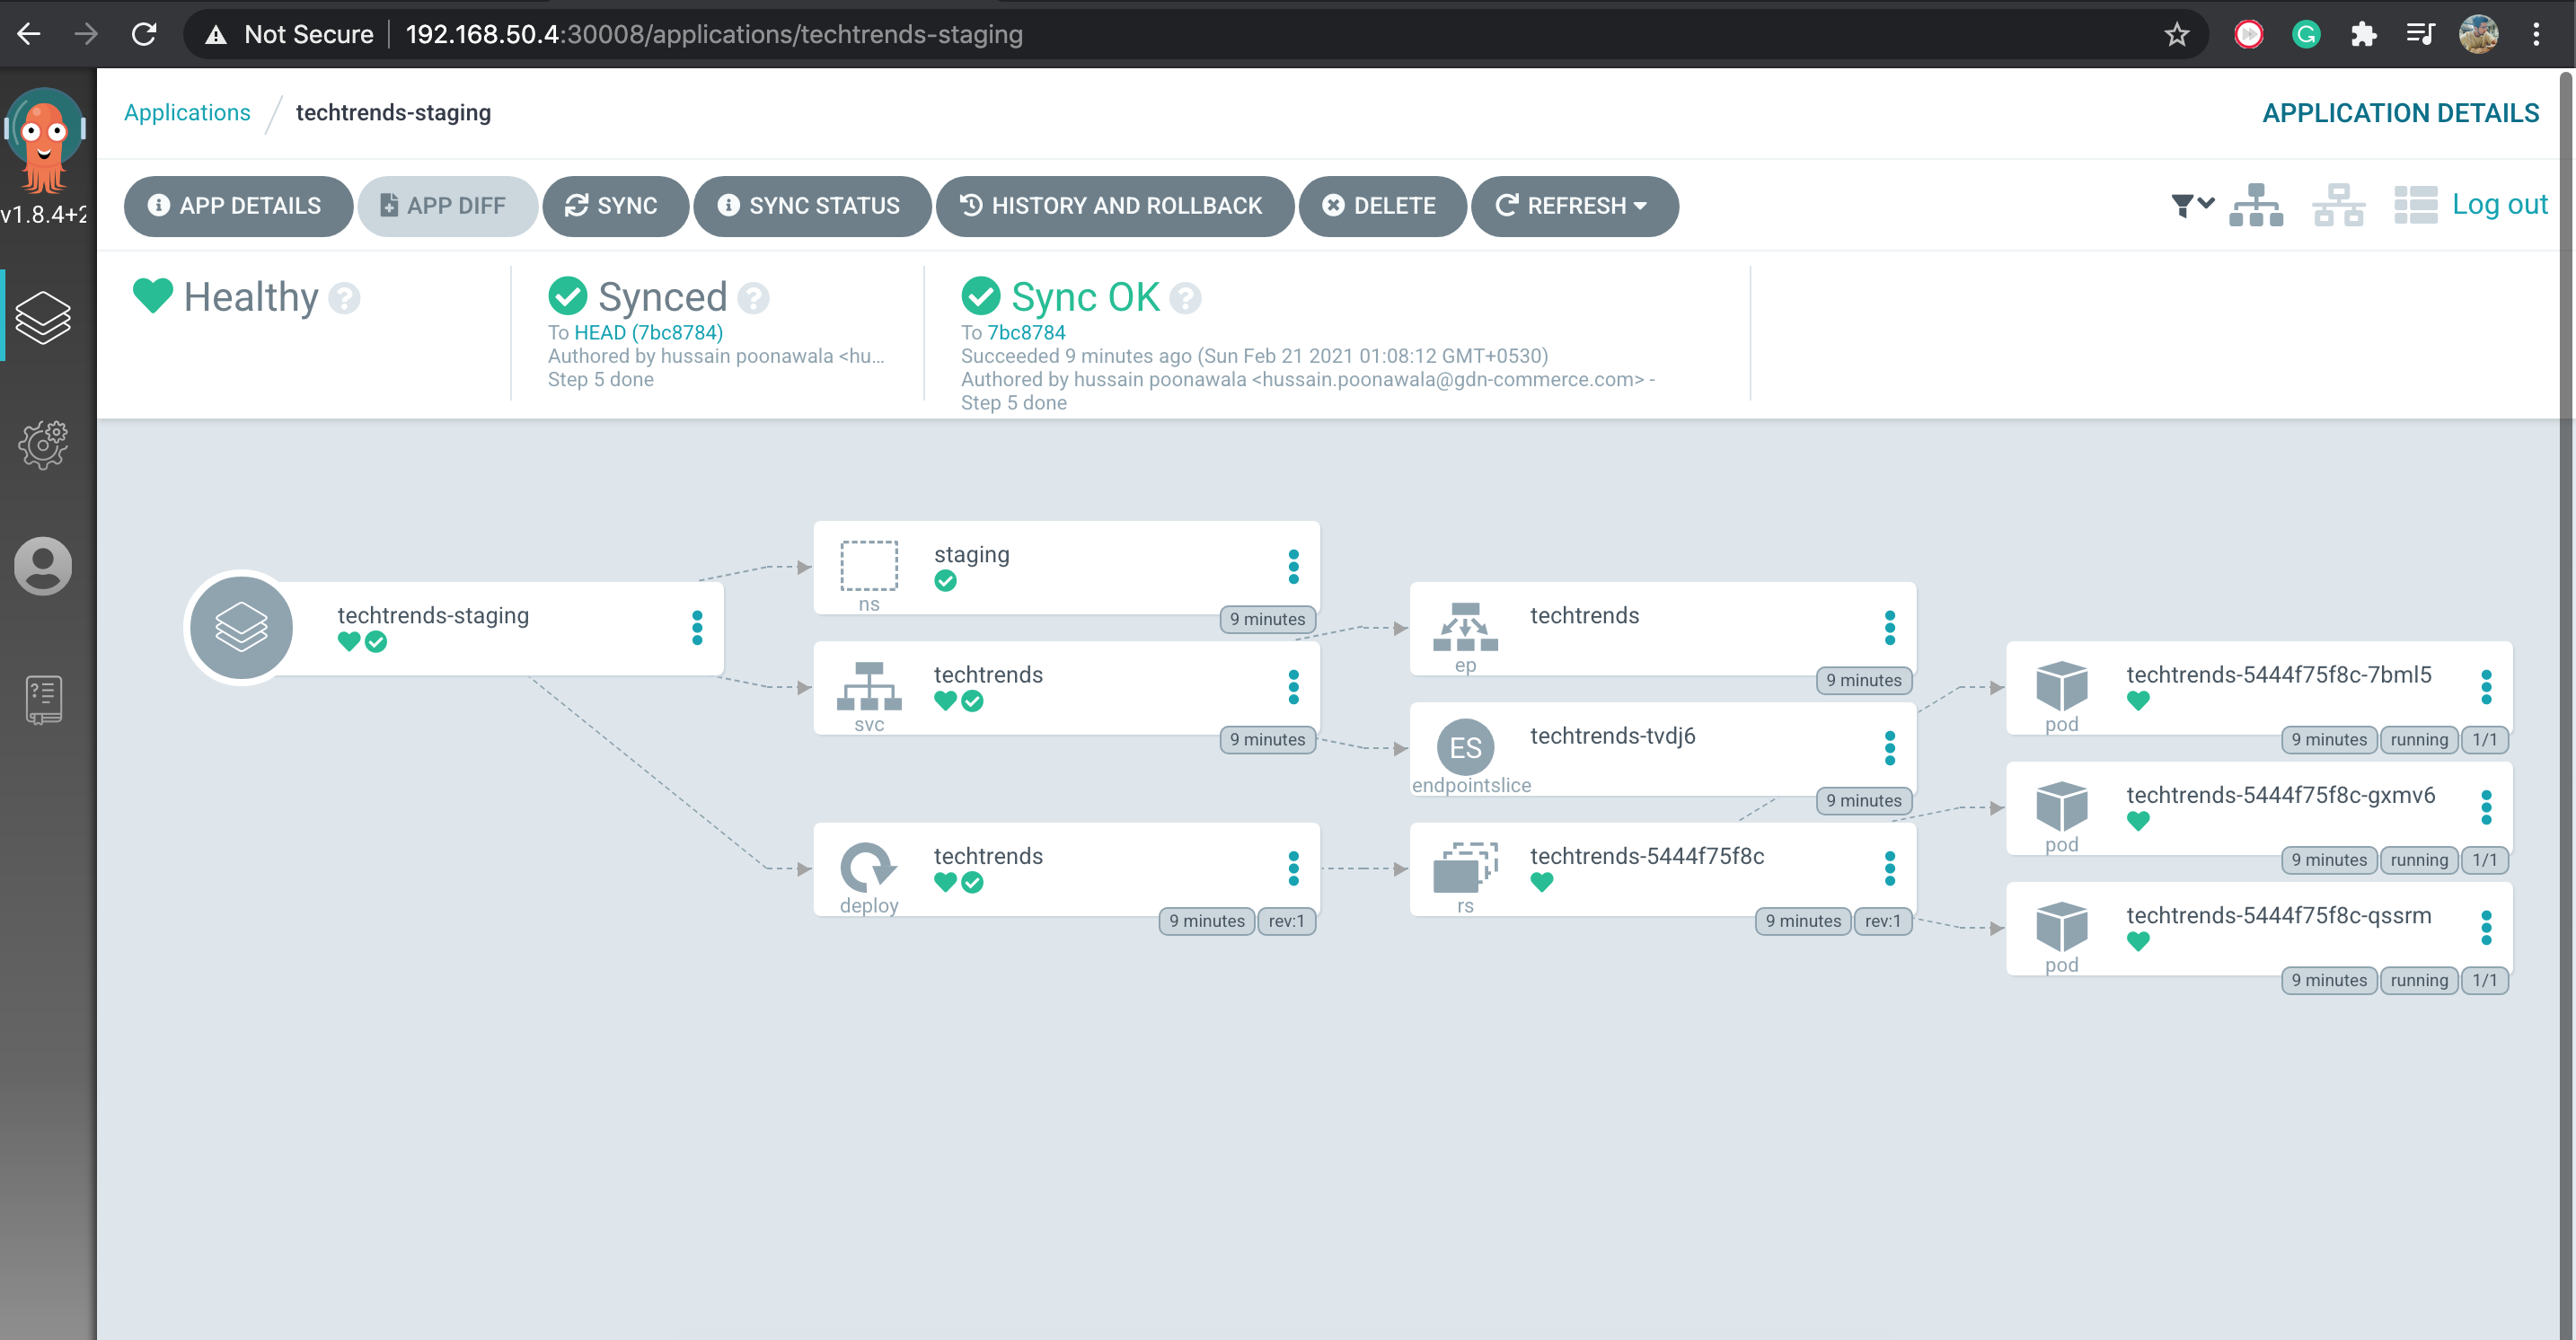 Not Secure 192.168.50.4:30008/applications/techtrends-staging
v1.8.4+2
Applications / techtrends-staging
APPLICATION DETAILS
APP DETAILS
APP DIFF
SYNC
SYNC STATUS
HISTORY AND ROLLBACK
DELETE
REFRESH
Log out
Healthy
Synced
To HEAD (7bc8784)
Authored by hussain poonawala <hu...
Step 5 done
Sync OK
To 7bc8784
Succeeded 9 minutes ago (Sun Feb 21 2021 01:08:12 GMT+0530)
Authored by hussain poonawala <hussain.poonawala@gdn-commerce.com> -
Step 5 done
techtrends-staging
staging
ns
9 minutes
techtrends
svc
9 minutes
techtrends
deploy
9 minutes rev:1
techtrends
ep
9 minutes
ES
techtrends-tvdj6
endpointslice
9 minutes
techtrends-5444f75f8c
rs
9 minutes rev:1
techtrends-5444f75f8c-7bml5
pod
9 minutes running 1/1
techtrends-5444f75f8c-gxmv6
pod
9 minutes running 1/1
techtrends-5444f75f8c-qssrm
pod
9 minutes running 1/1